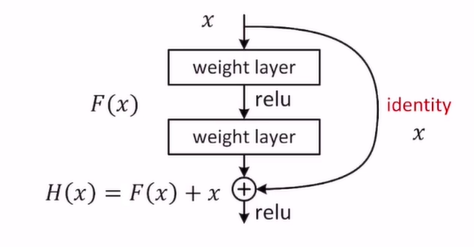 x
weight layer
relu
F(x)
identity
x
weight layer
H(x) = F(x) + x
relu